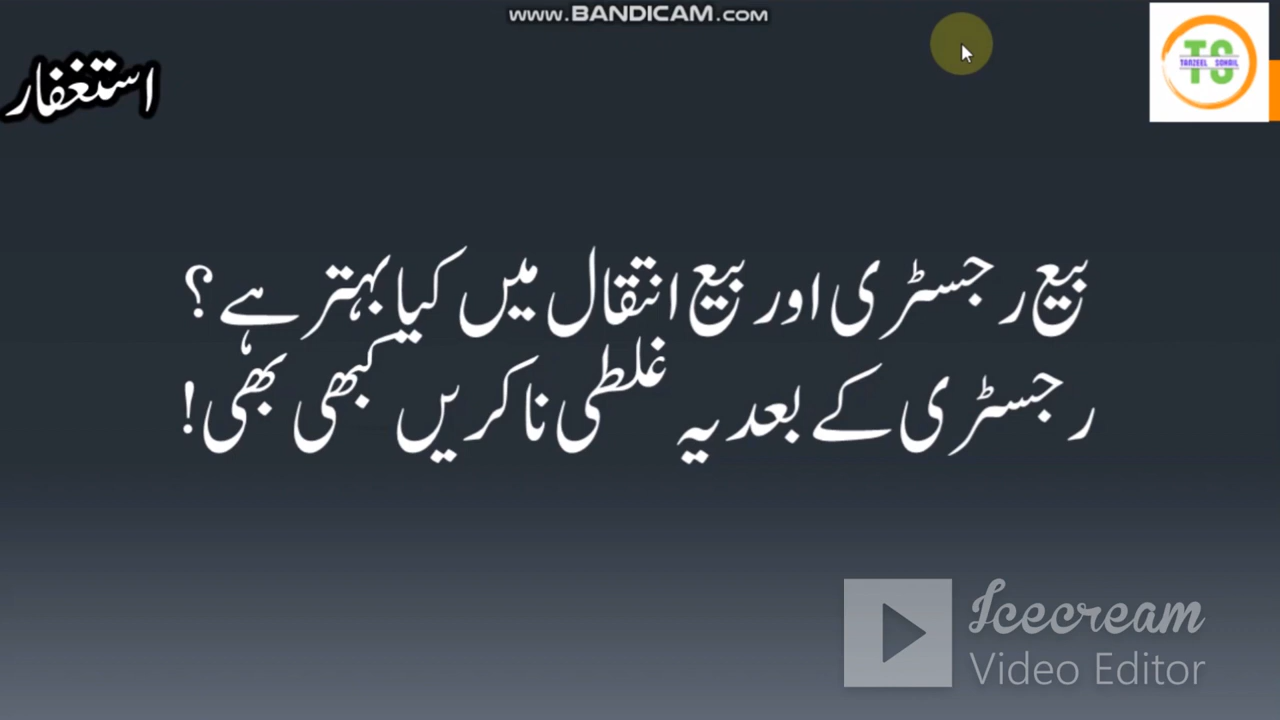 www.BANDICAM.com
TS
TANZEEL SOHAIL
استغفار
بیع رجسٹری اور بیع انتقال میں کیا بہتر ہے؟
رجسٹری کے بعد یہ غلطی نا کریں کبھی بھی!
Icecream
Video Editor